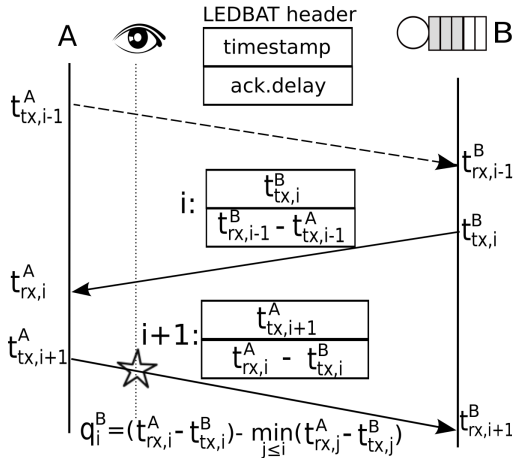 LEDBAT header
A
B
timestamp
ack.delay
t^A_{tx,i-1}
t^B_{rx,i-1}
i:
t^B_{tx,i}
t^B_{rx,i-1} - t^A_{tx,i-1}
t^B_{tx,i}
t^A_{rx,i}
i+1:
t^A_{tx,i+1}
t^A_{rx,i} - t^B_{tx,i}
t^A_{tx,i+1}
t^B_{rx,i+1}
q^B_i=(t^A_{rx,i}-t^B_{tx,i})-min_{j≤i}(t^A_{rx,j}-t^B_{tx,j})